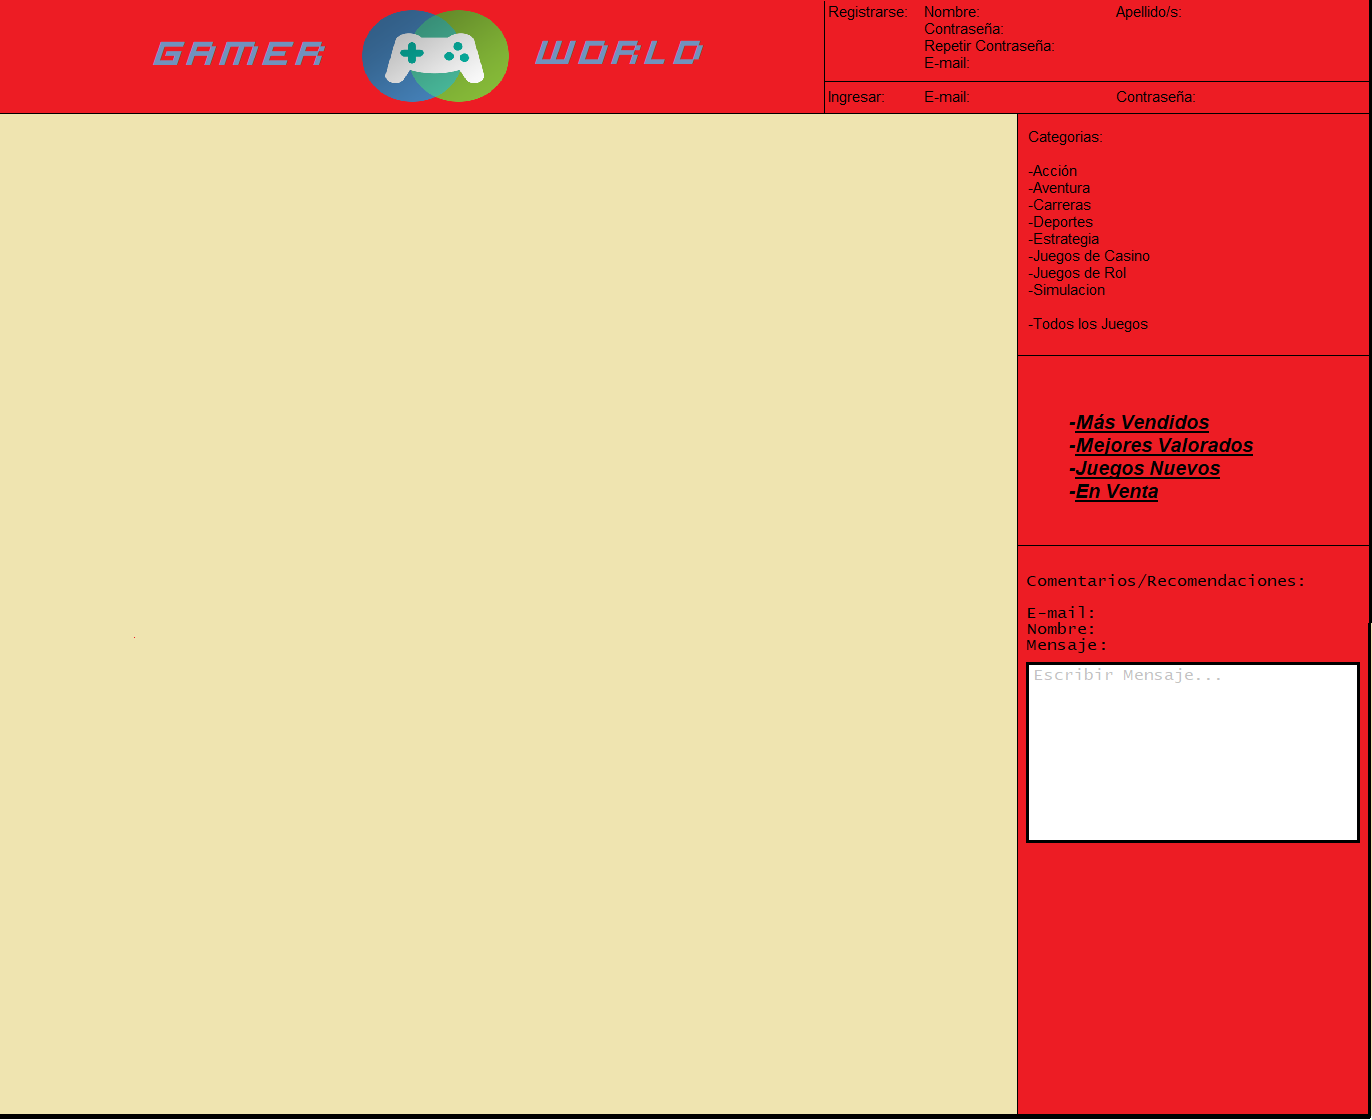 GAMER WORLD
Registrarse: Nombre: Apellido/s:
Contraseña:
Repetir Contraseña:
E-mail:
Ingresar: E-mail: Contraseña:
Categorias:
-Acción
-Aventura
-Carreras
-Deportes
-Estrategia
-Juegos de Casino
-Juegos de Rol
-Simulacion
-Todos los Juegos
-Más Vendidos
-Mejores Valorados
-Juegos Nuevos
-En Venta
Comentarios/Recomendaciones:
E-mail:
Nombre:
Mensaje:
Escribir Mensaje...